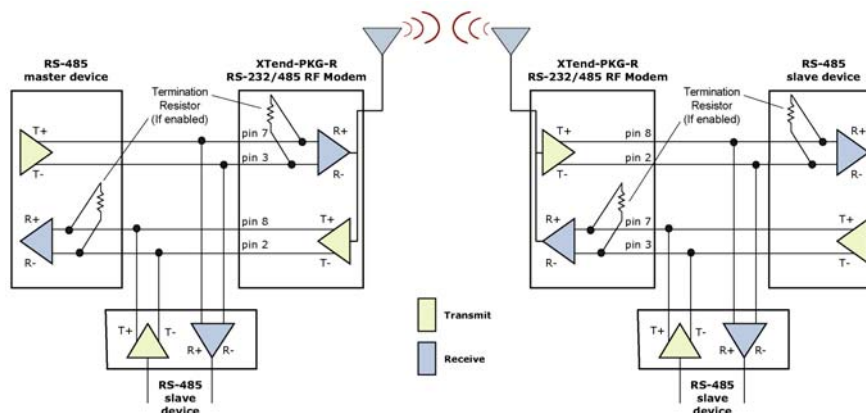 RS-485
master device
XTend-PKG-R
RS-232/485 RF Modem
Termination
Resistor
(If enabled)
T+
T-
pin 7
pin 3
R+
R-
R+
R-
pin 8
pin 2
T+
T-
T+
T-
R+
R-
RS-485
slave
device
Transmit
Receive
XTend-PKG-R
RS-232/485 RF Modem
RS-485
slave device
Termination
Resistor
(If enabled)
T+
T-
pin 8
pin 2
R+
R-
R+
R-
pin 7
pin 3
T+
T-
T+
T-
R+
R-
RS-485
slave
device